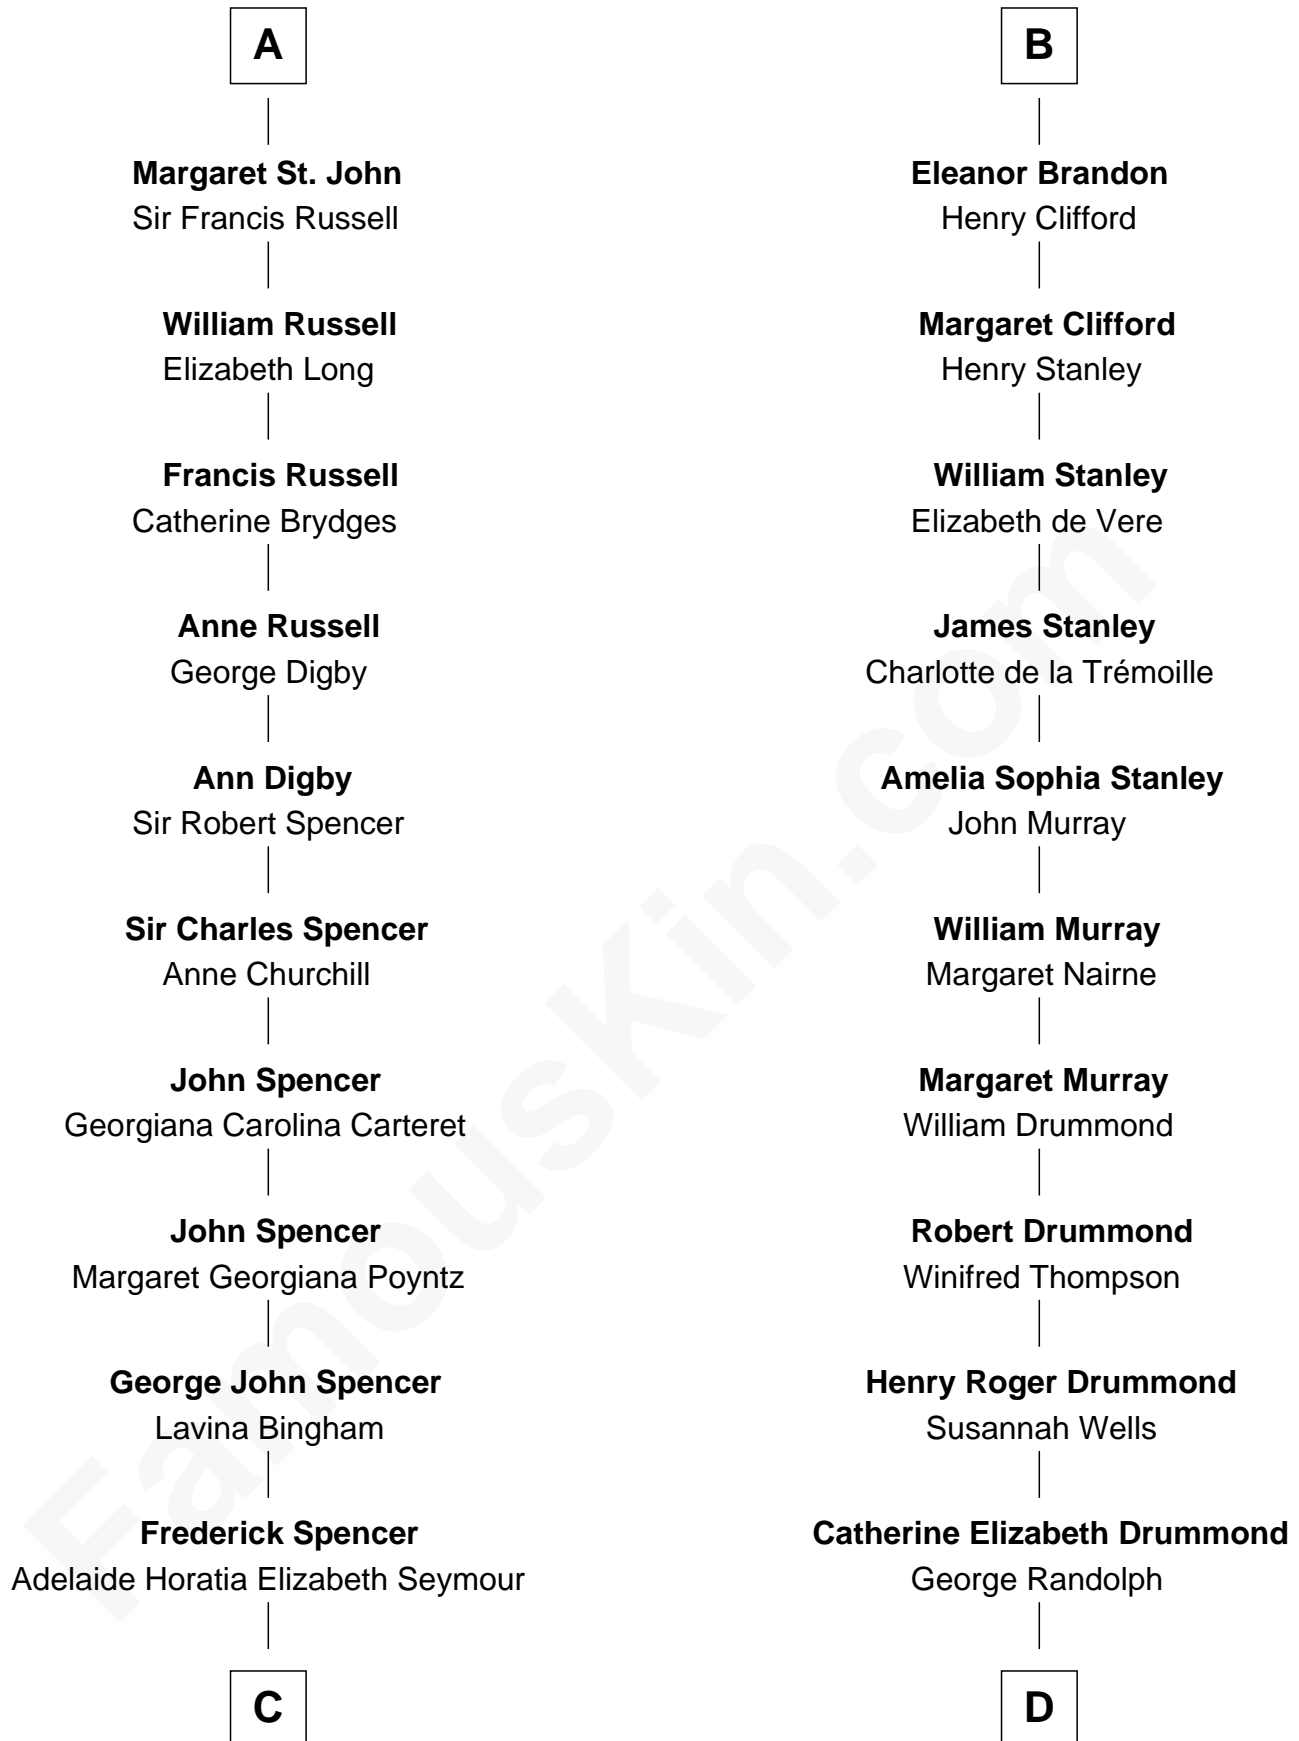 A
Margaret St. John
Sir Francis Russell
William Russell
Elizabeth Long
Francis Russell
Catherine Brydges
Anne Russell
George Digby
Ann Digby
Sir Robert Spencer
Sir Charles Spencer
Anne Churchill
John Spencer
Georgiana Carolina Carteret
John Spencer
Margaret Georgiana Poyntz
George John Spencer
Lavina Bingham
Frederick Spencer
Adelaide Horatia Elizabeth Seymour
C
B
Eleanor Brandon
Henry Clifford
Margaret Clifford
Henry Stanley
William Stanley
Elizabeth de Vere
James Stanley
Charlotte de la Trémoille
Amelia Sophia Stanley
John Murray
William Murray
Margaret Nairne
Margaret Murray
William Drummond
Robert Drummond
Winifred Thompson
Henry Roger Drummond
Susannah Wells
Catherine Elizabeth Drummond
George Randolph
D
FamousKin.com